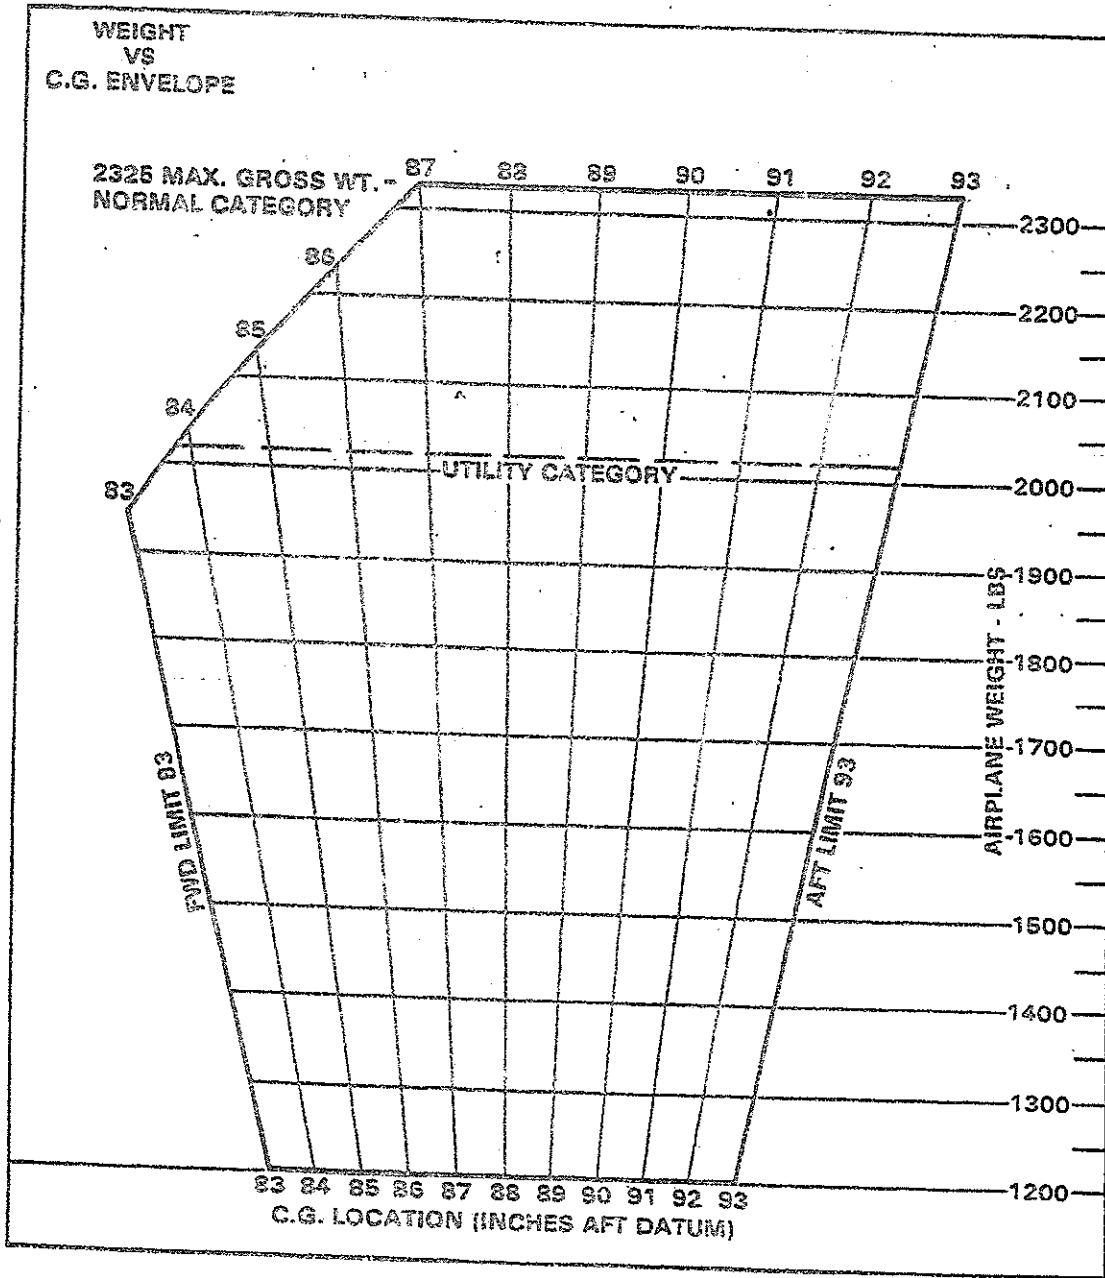 WEIGHT
VS
C.G. ENVELOPE
2325 MAX. GROSS WT. -
NORMAL CATEGORY
87 88 89 90 91 92 93
86
85
84
83
UTILITY CATEGORY
2300
2200
2100
2000
1900
1800
1700
1600
1500
1400
1300
1200
AIRPLANE WEIGHT - LBS
FWD LIMIT 83
AFT LIMIT 93
83 84 85 86 87 88 89 90 91 92 93
C.G. LOCATION (INCHES AFT DATUM)